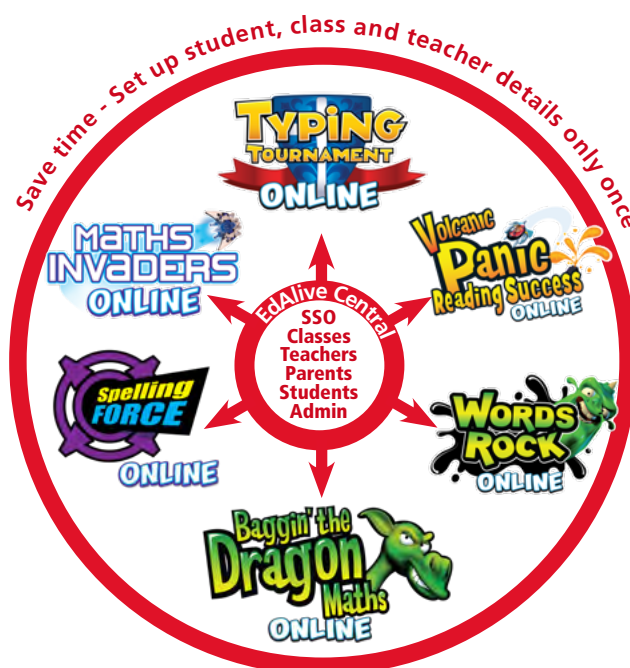 Save time - Set up student, class and teacher details only once
TYPING
TOURNAMENT
ONLINE
MATHS
INVADERS
ONLINE
Volcanic
Panic
Reading Success
ONLINE
EdAlive Central
SSO
Classes
Teachers
Parents
Students
Admin
Spelling
FORCE
ONLINE
WORDS
ROCK
ONLINE
Baggin' the
Dragon
Maths
ONLINE